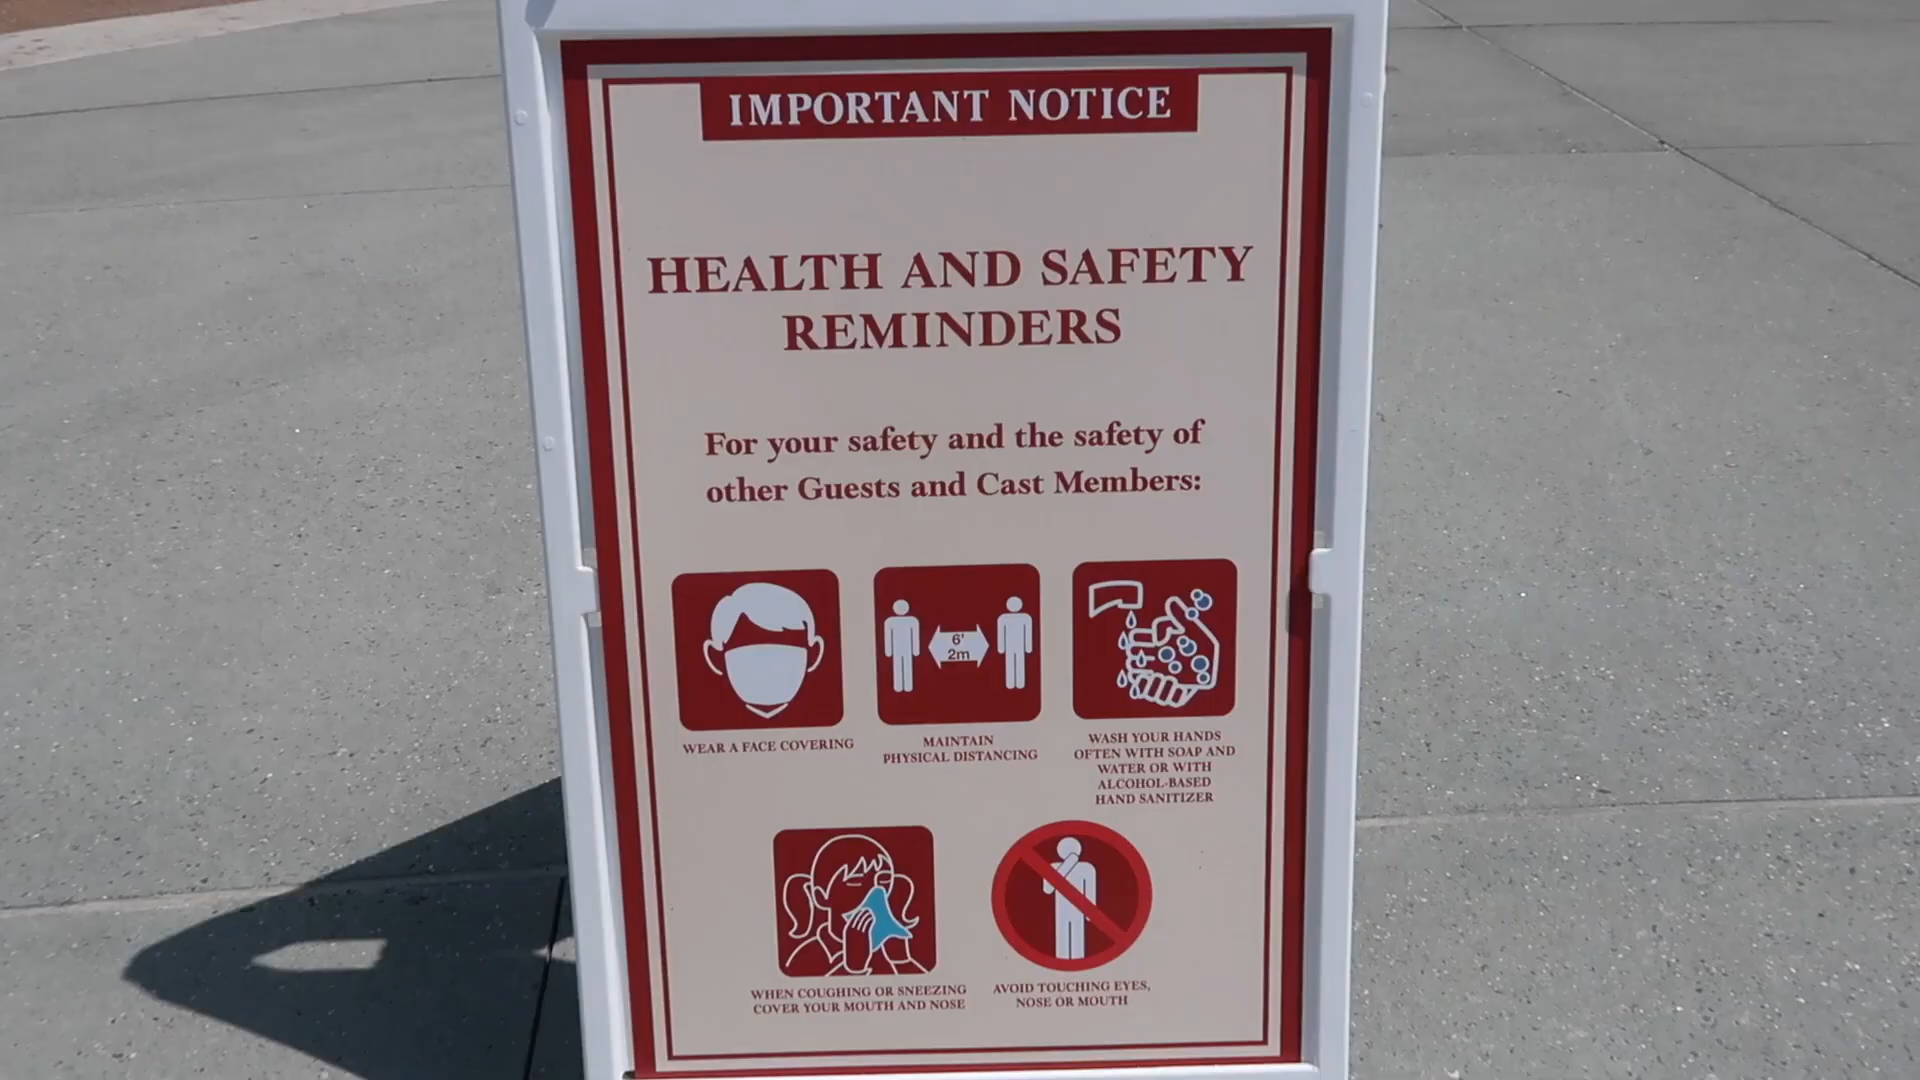 IMPORTANT NOTICE
HEALTH AND SAFETY
REMINDERS
For your safety and the safety of
other Guests and Cast Members:
6'
2m
WEAR A FACE COVERING
MAINTAIN
PHYSICAL DISTANCING
WASH YOUR HANDS
OFTEN WITH SOAP AND
WATER OR WITH
ALCOHOL-BASED
HAND SANITIZER
WHEN COUGHING OR SNEEZING
COVER YOUR MOUTH AND NOSE
AVOID TOUCHING EYES,
NOSE OR MOUTH